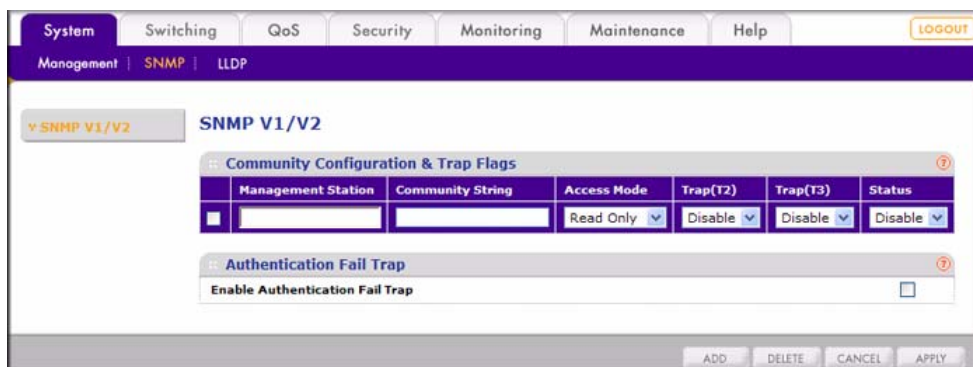 System Switching QoS Security Monitoring Maintenance Help LOGOUT
Management SNMP LLDP
SNMP V1/V2
SNMP V1/V2
Community Configuration & Trap Flags
Management Station Community String Access Mode Trap(T2) Trap(T3) Status
Read Only Disable Disable Disable
Authentication Fail Trap
Enable Authentication Fail Trap
ADD DELETE CANCEL APPLY